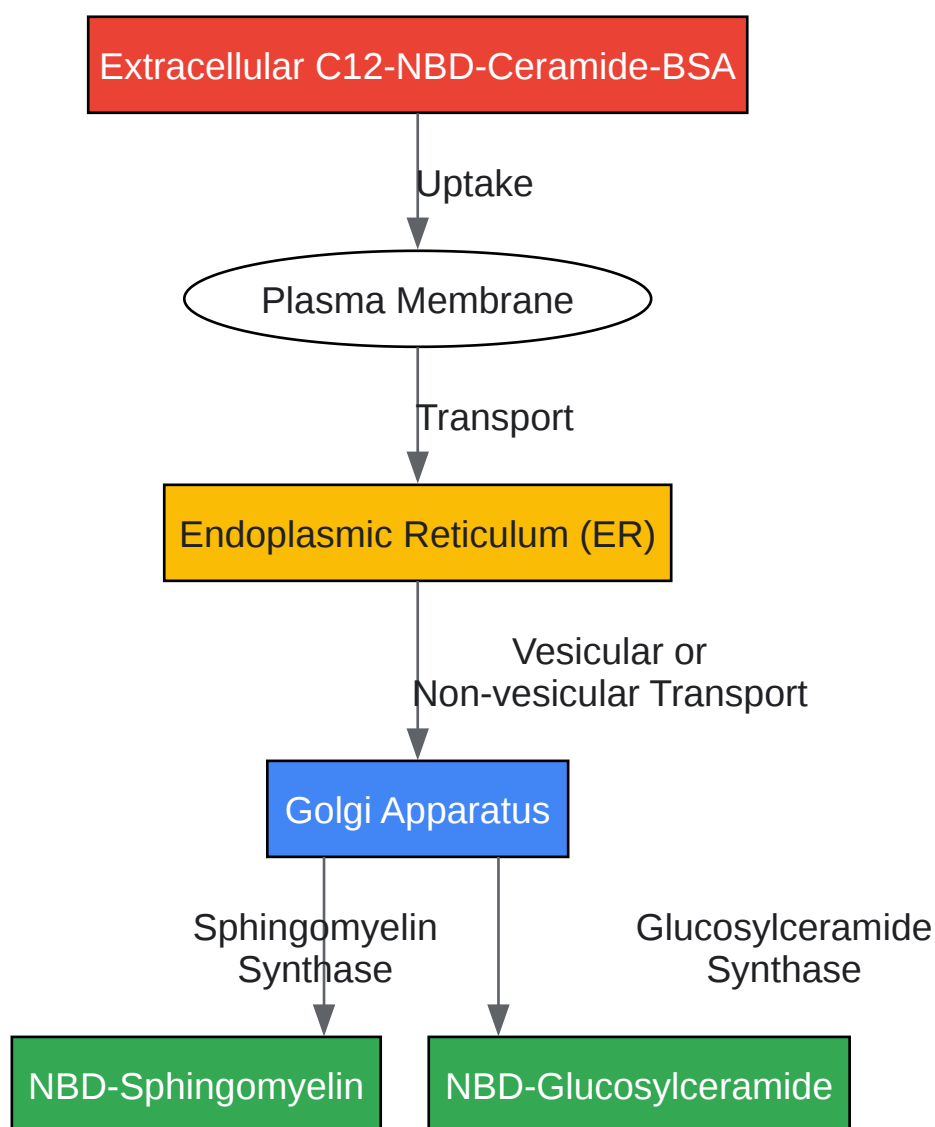 Extracellular C12-NBD-Ceramide-BSA
Uptake
Plasma Membrane
Transport
Endoplasmic Reticulum (ER)
Vesicular or
Non-vesicular Transport
Golgi Apparatus
Sphingomyelin
Synthase
Glucosylceramide
Synthase
NBD-Sphingomyelin
NBD-Glucosylceramide